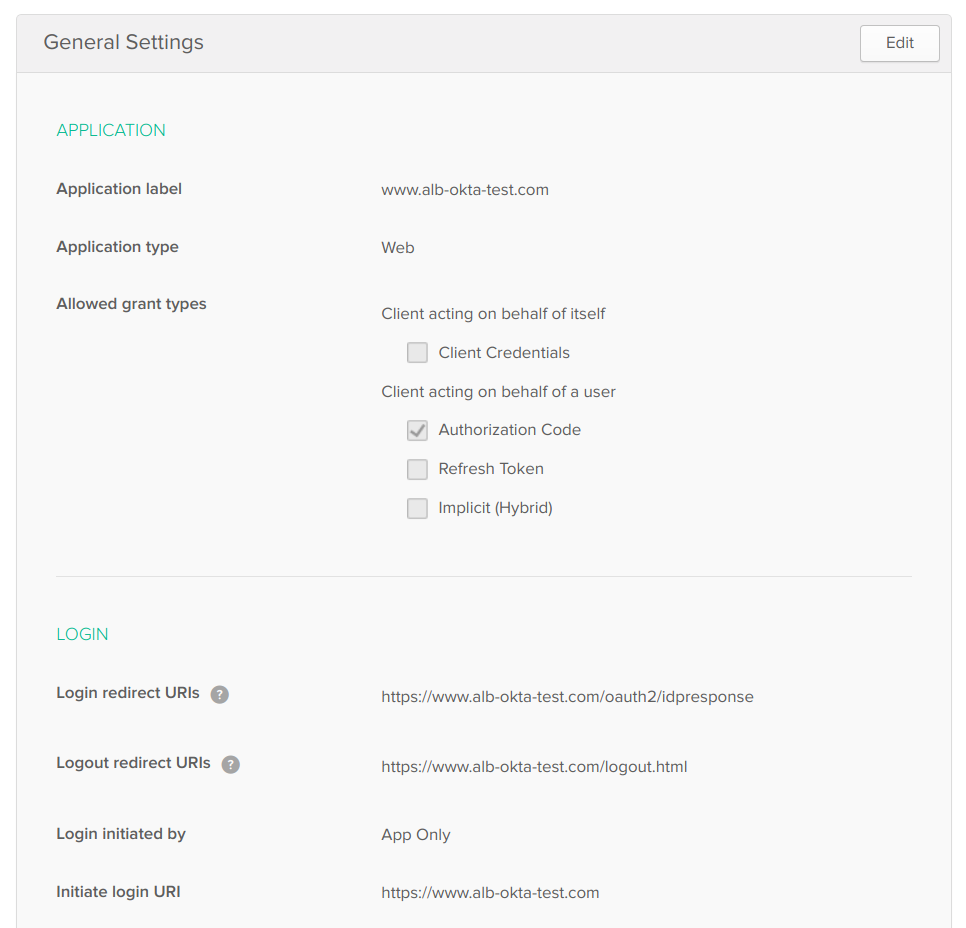 General Settings
Edit
APPLICATION
Application label
www.alb-okta-test.com
Application type
Web
Allowed grant types
Client acting on behalf of itself
Client Credentials
Client acting on behalf of a user
Authorization Code
Refresh Token
Implicit (Hybrid)
LOGIN
Login redirect URIs ?
https://www.alb-okta-test.com/oauth2/idpresponse
Logout redirect URIs ?
https://www.alb-okta-test.com/logout.html
Login initiated by
App Only
Initiate login URI
https://www.alb-okta-test.com